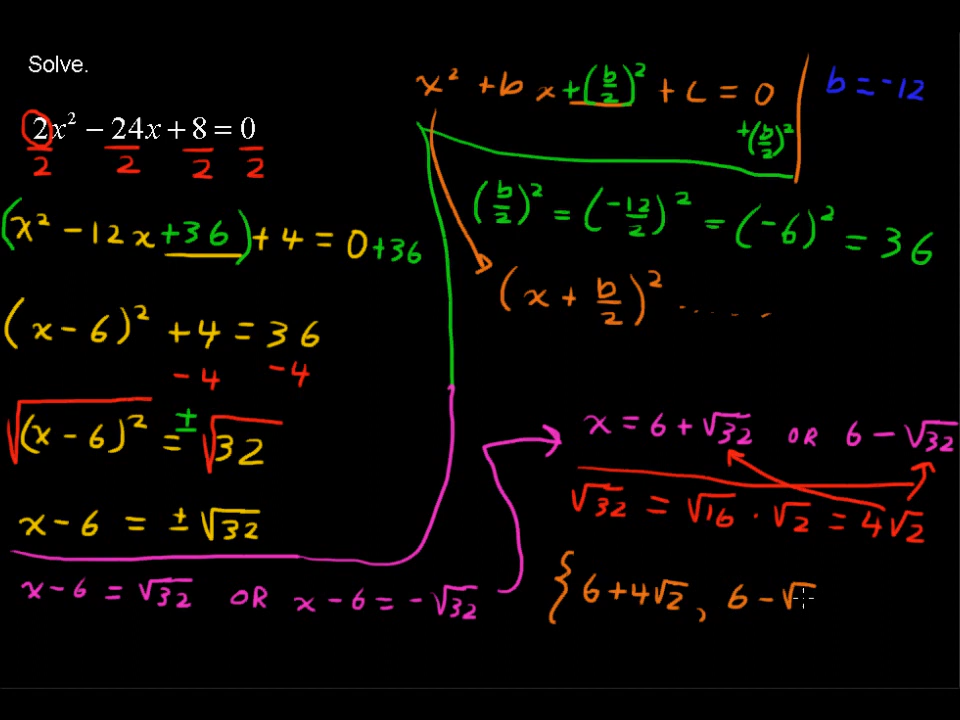 Solve.
2x² − 24x + 8 = 0
2 2 2 2
(x² − 12x + 36) + 4 = 0 + 36
(x − 6)² + 4 = 36
− 4 − 4
√(x − 6)² = ± √32
x − 6 = ± √32
x − 6 = √32 OR x − 6 = −√32
x² + bx + (b/2)² + c = 0
+(b/2)²
b = −12
(b/2)² = (−12/2)² = (−6)² = 36
(x + b/2)² .....
x = 6 + √32 OR 6 − √32
√32 = √16 · √2 = 4√2
{6 + 4√2, 6 − √